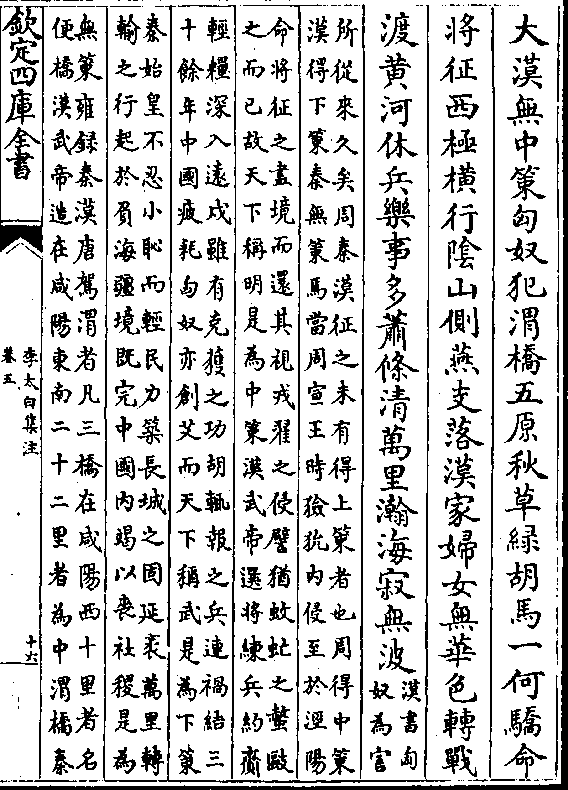 大漢無中策匈奴犯渭橋五原秋草緑胡馬一何驕命
將征西極橫行陰山側燕支落漢家婦女無華色轉戰
渡黄河休兵樂事多蕭條清萬里瀚海寂無波漢書匈
奴為害
所從來久矣周秦漢征之未有得上策者也周得中策
漢得下策秦無策焉當周宣王時獫狁内侵至於涇陽
命將征之盡境而還其視戎翟之侵譬猶蚊虻之螫敺
之而已故天下稱明是為中策漢武帝選將練兵約齎
輕糧深入遠戍雖有克獲之功胡輒報之兵連禍結三
十餘年中國疲耗匈奴亦創艾而天下稱武是為下策
秦始皇不忍小恥而輕民力築長城之固延袤萬里轉
輸之行起於負海疆境既完中國内竭以喪社稷是為
無策雍録秦漢唐駕渭者凡三橋在咸陽西十里者名
便橋漢武帝造在咸陽東南二十二里者為中渭橋秦
欽定四庫全書
李太白集注
卷五
十六